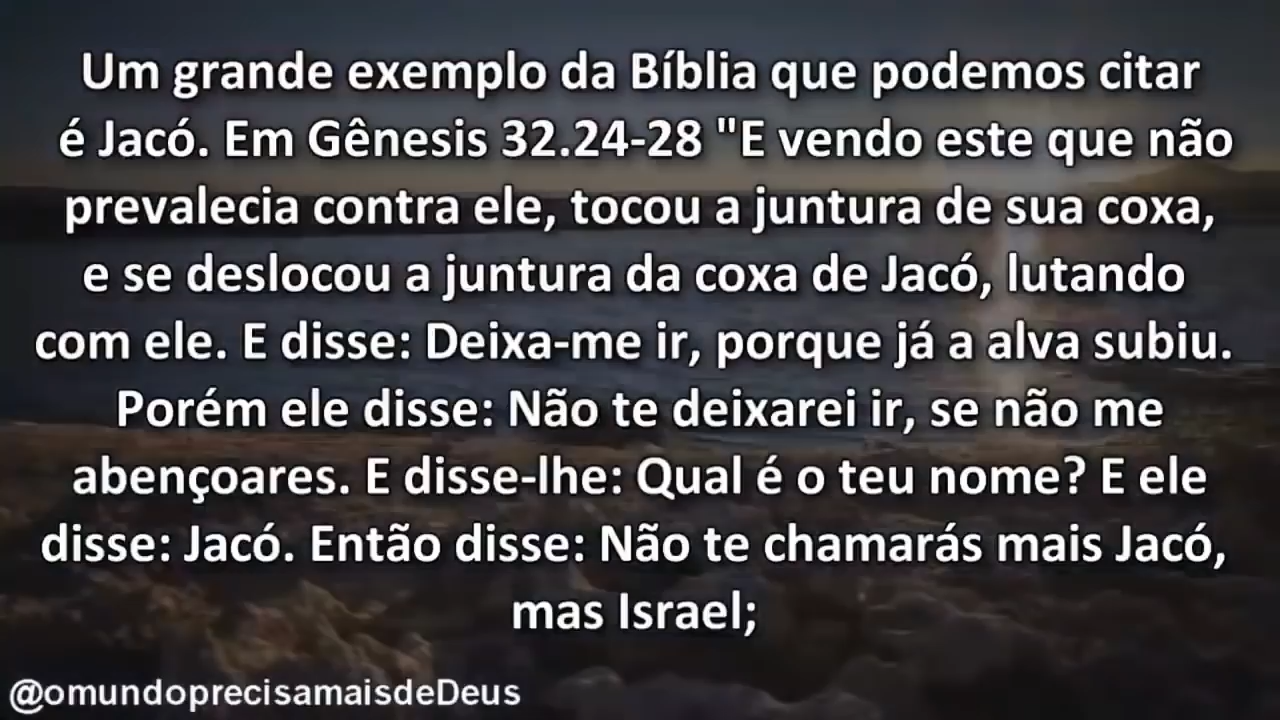 Um grande exemplo da Bíblia que podemos citar
é Jacó. Em Gênesis 32.24-28 "E vendo este que não
prevalecia contra ele, tocou a juntura de sua coxa,
e se deslocou a juntura da coxa de Jacó, lutando
com ele. E disse: Deixa-me ir, porque já a alva subiu.
Porém ele disse: Não te deixarei ir, se não me
abençoares. E disse-lhe: Qual é o teu nome? E ele
disse: Jacó. Então disse: Não te chamarás mais Jacó,
mas Israel;
@omundoprecisamaisdeDeus